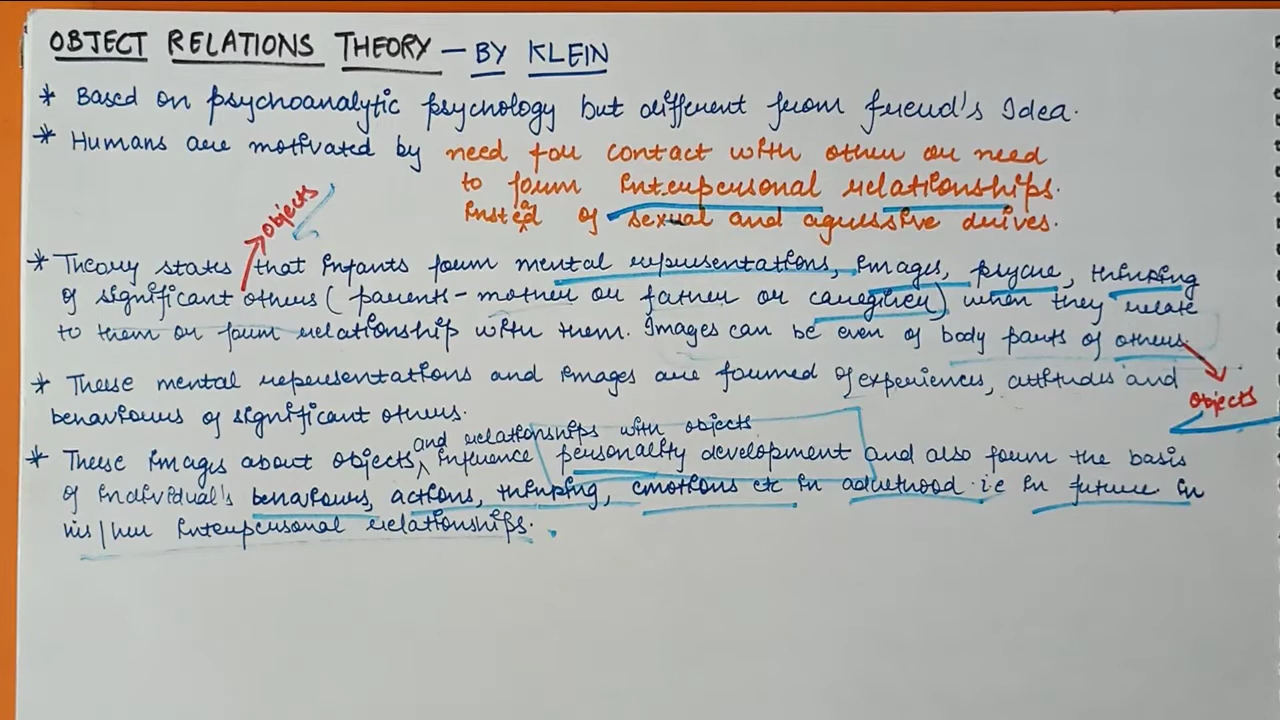 OBJECT RELATIONS THEORY - BY KLEIN
* Based on psychoanalytic psychology but different from freud's Idea.
* Humans are motivated by need for contact with other or need
to form interpersonal relationships.
insted a of sexual and agressive drives.
objects
* Theory states that infants form mental representations, images, psyche, thinking
of significant others (parents - mother or father or caregiver) when they relate
to them or form relationship with them. Images can be even of body parts of others.
objects
* These mental representations and images are formed of experiences, attitudes and
behaviours of significant others.
and relationships with objects
* These images about objects ^ influence personality development and also form the basis
of individual's behaviours, actions, thinking, emotions etc in adulthood i.e in future in
his/her interpersonal relationships.